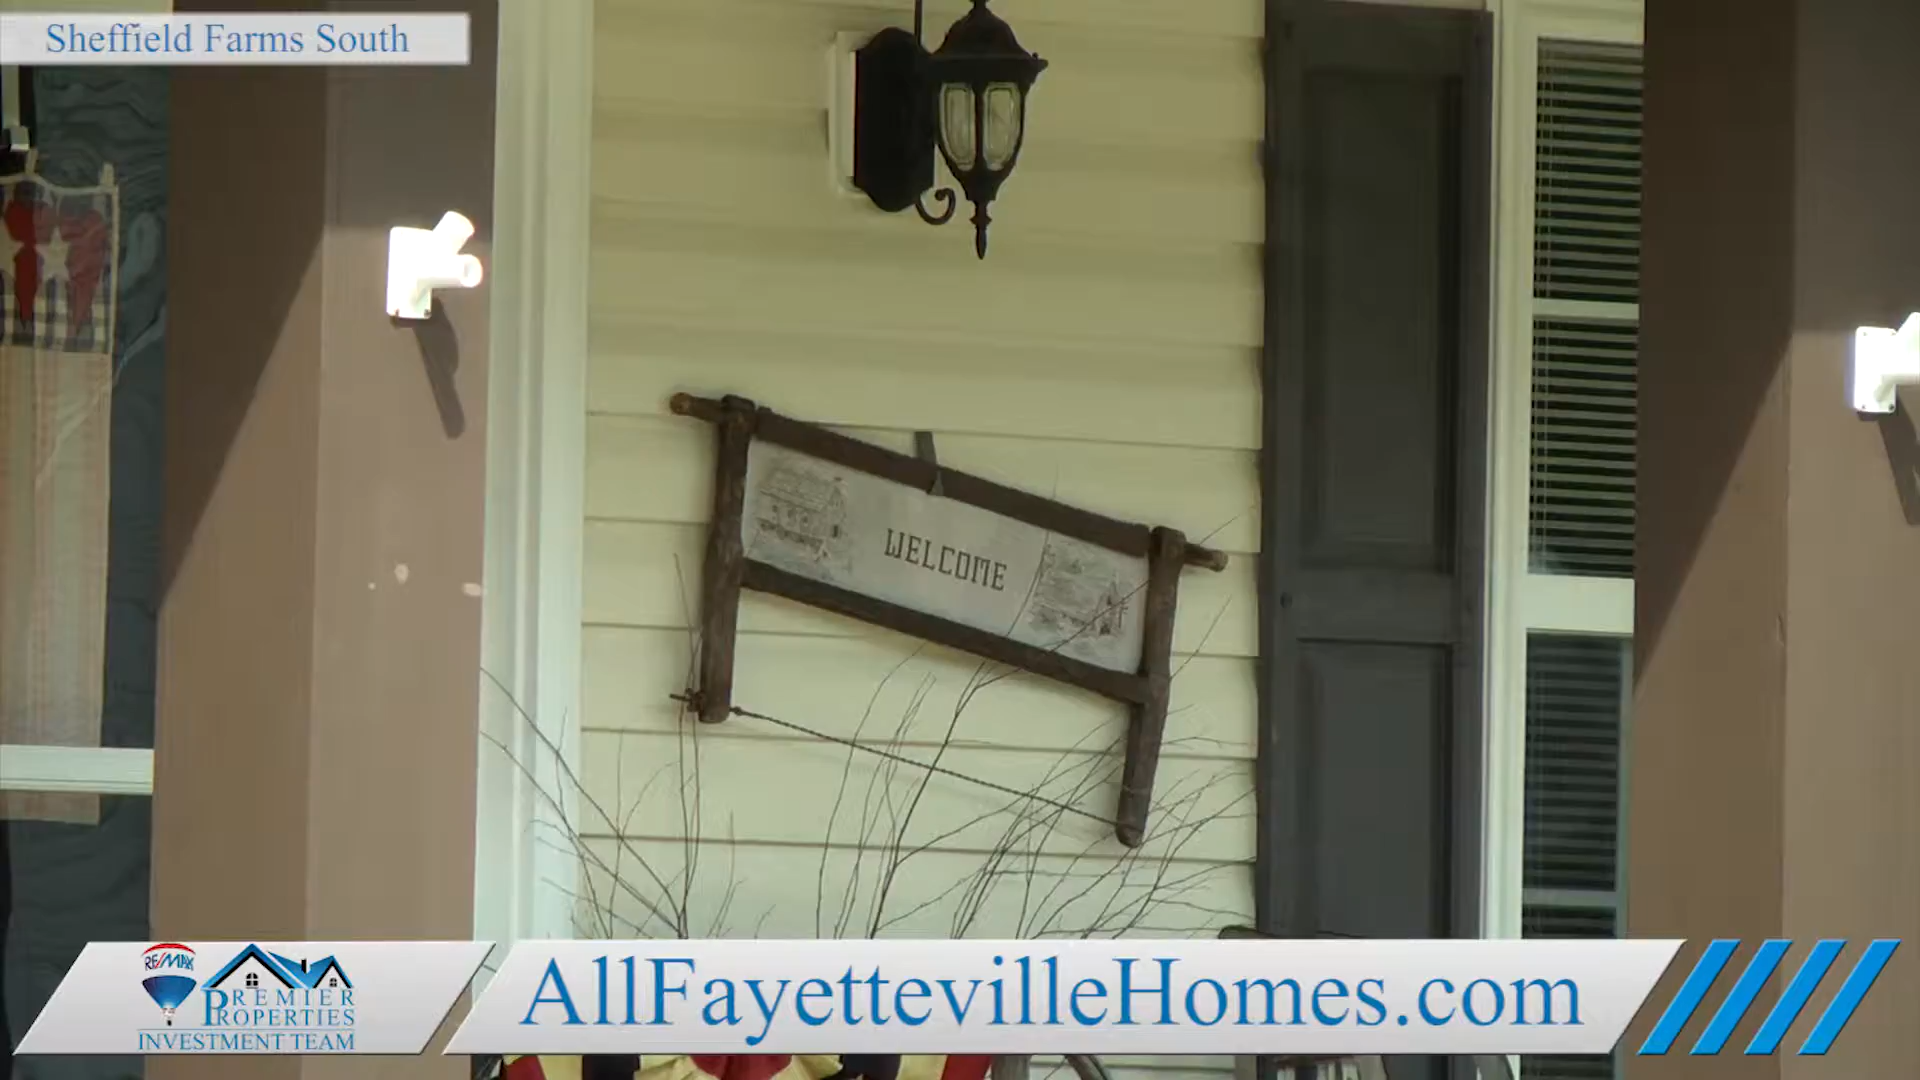 Sheffield Farms South
WELCOME
RE/MAX
PREMIER
PROPERTIES
INVESTMENT TEAM
AllFayettevilleHomes.com